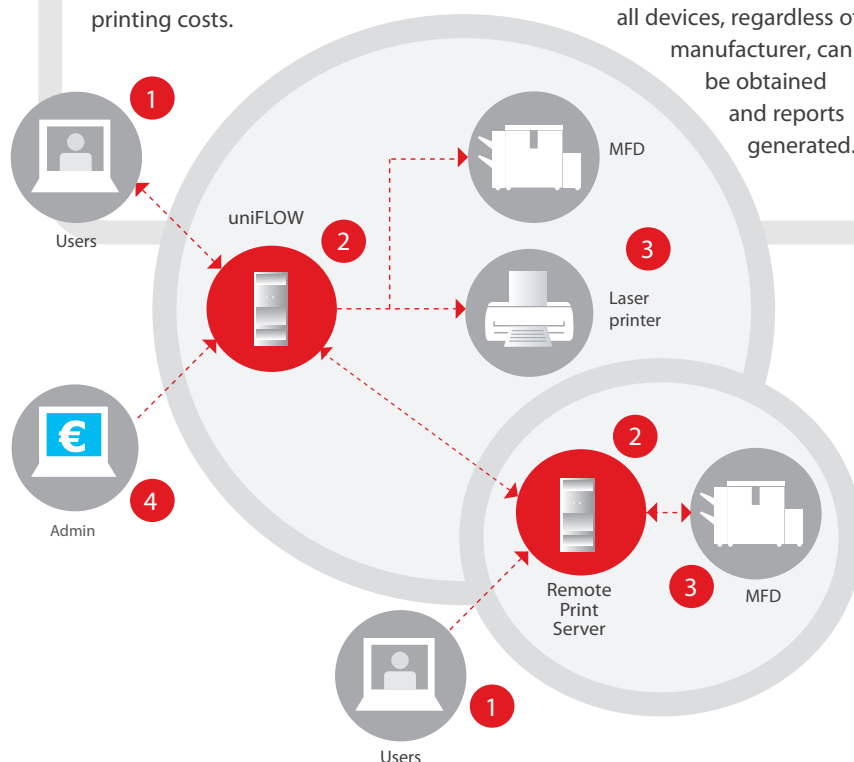 printing costs.
all devices, regardless of
manufacturer, can
be obtained
and reports
generated.
1
Users
uniFLOW
2
MFD
3
Laser
printer
€
4
Admin
2
Remote
Print
Server
3
MFD
1
Users